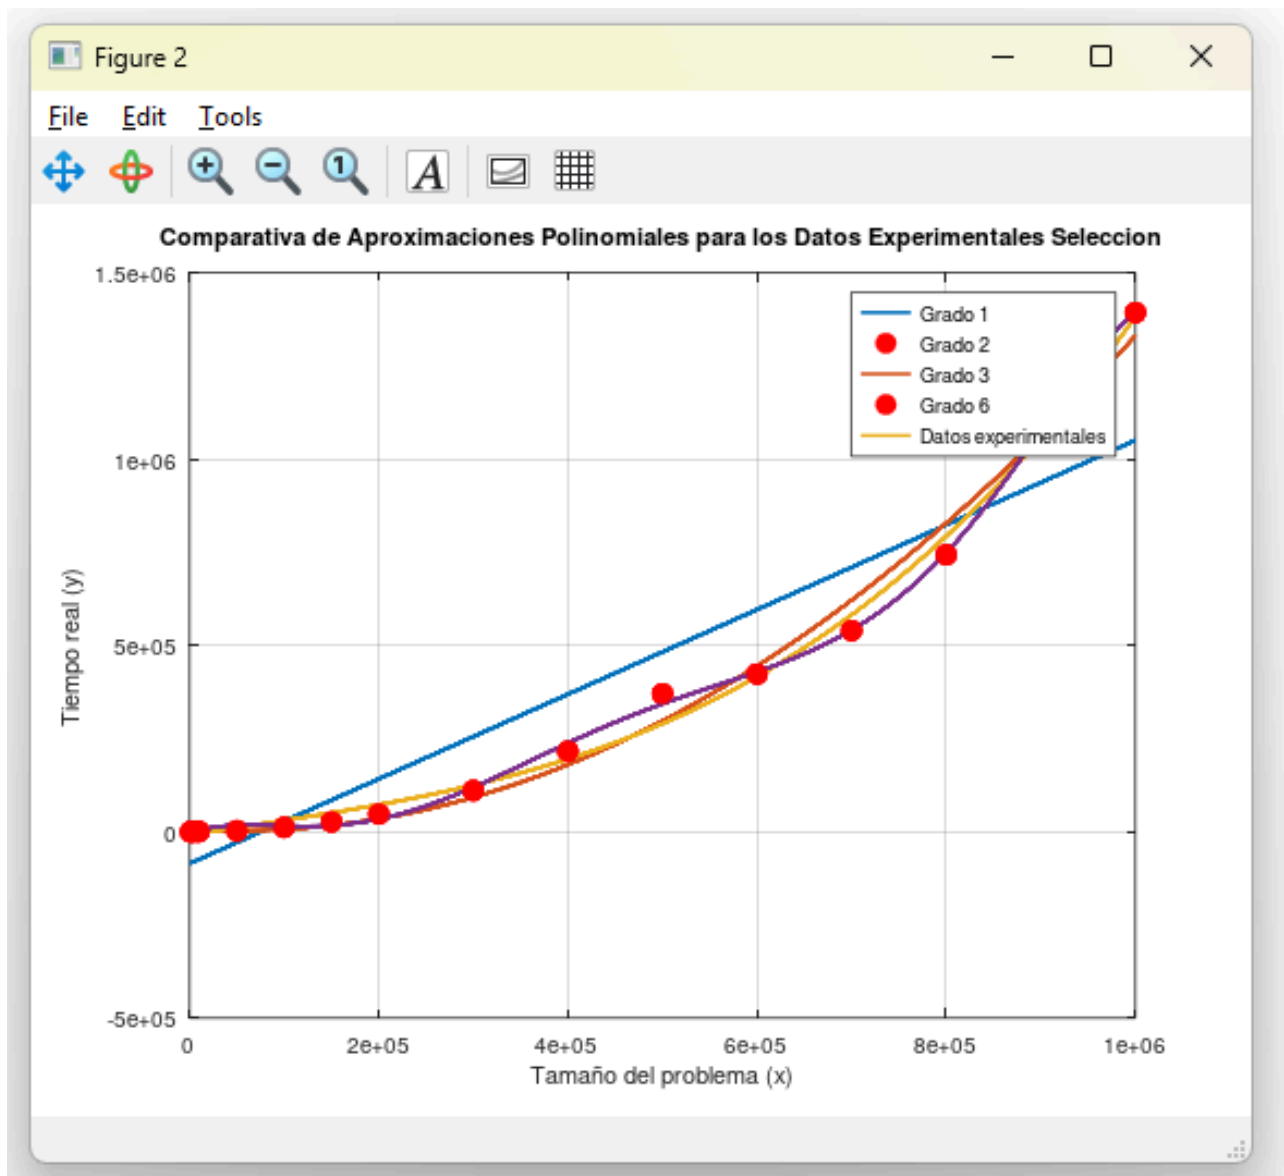 Figure 2
File Edit Tools
1
A
Comparativa de Aproximaciones Polinomiales para los Datos Experimentales Seleccion
1.5e+06
1e+06
5e+05
0
-5e+05
Tiempo real (y)
Grado 1
Grado 2
Grado 3
Grado 6
Datos experimentales
0 2e+05 4e+05 6e+05 8e+05 1e+06
Tamaño del problema (x)